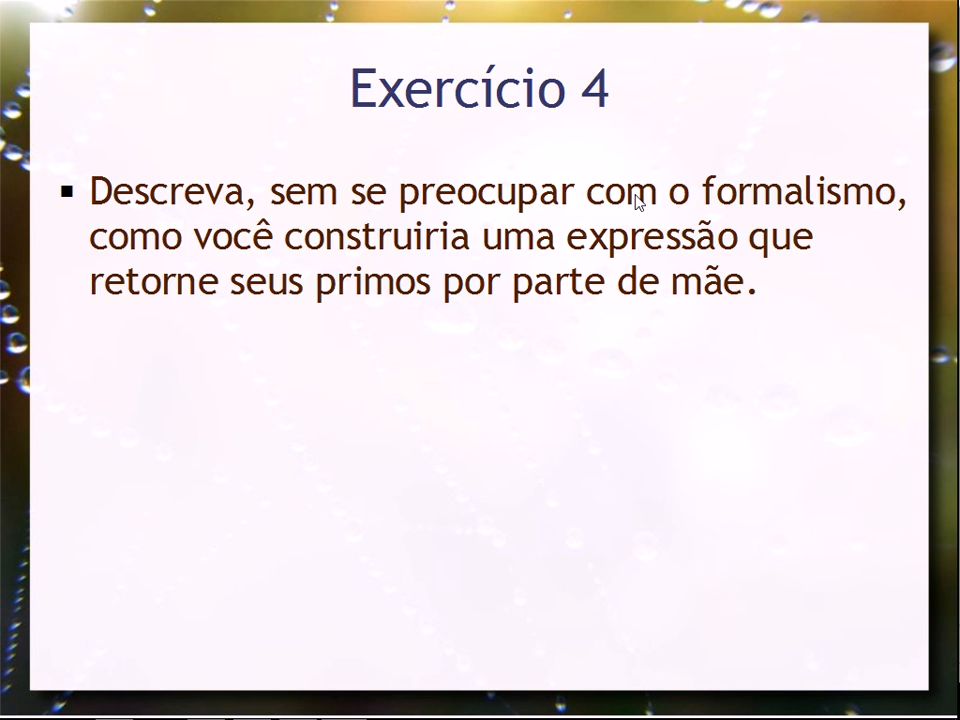 Exercício 4
Descreva, sem se preocupar com o formalismo,
como você construiria uma expressão que
retorne seus primos por parte de mãe.